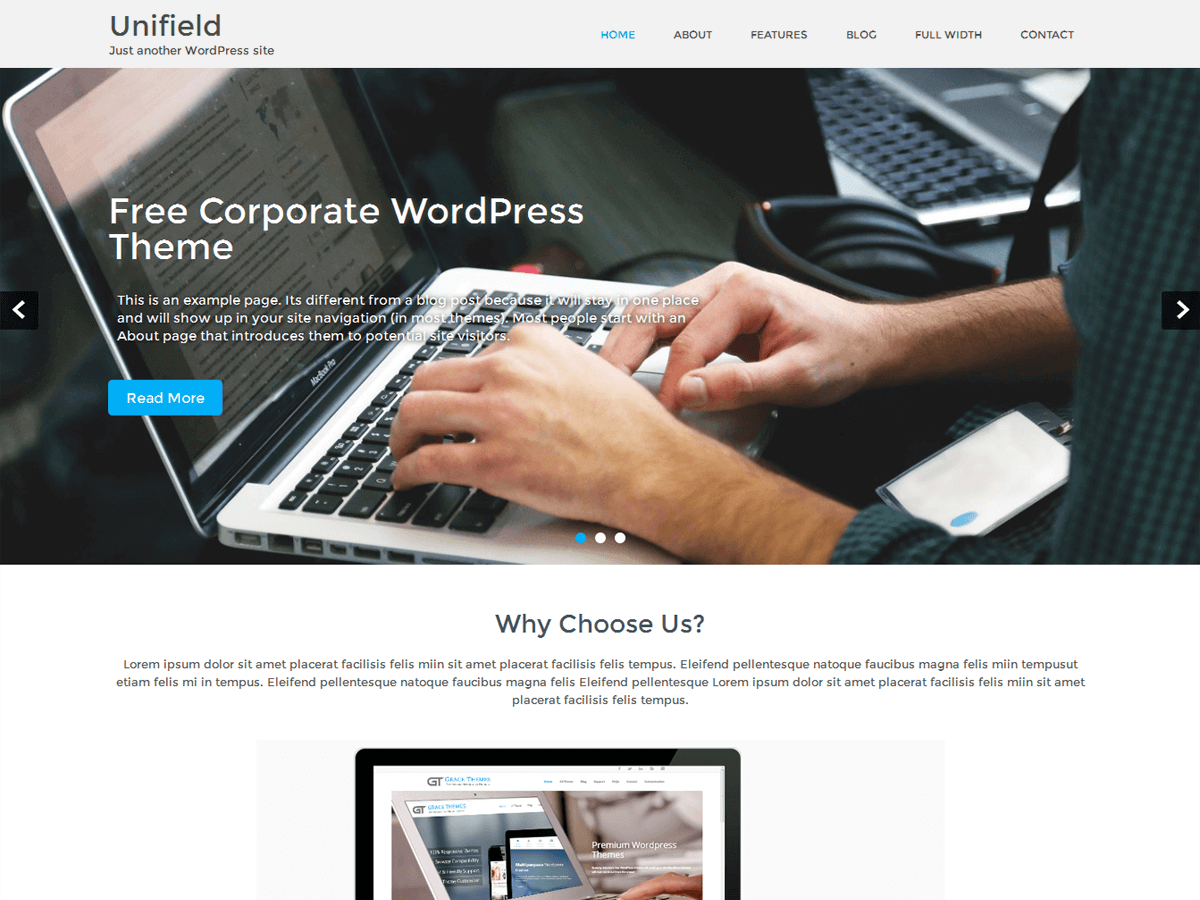 Unifield
Just another WordPress site
HOME ABOUT FEATURES BLOG FULL WIDTH CONTACT
Free Corporate WordPress
Theme
This is an example page. Its different from a blog post because it will stay in one place
and will show up in your site navigation (in most themes). Most people start with an
About page that introduces them to potential site visitors.
MacBook Pro
Read More
Why Choose Us?
Lorem ipsum dolor sit amet placerat facilisis felis miin sit amet placerat facilisis felis tempus. Eleifend pellentesque natoque faucibus magna felis miin tempusut
etiam felis mi in tempus. Eleifend pellentesque natoque faucibus magna felis Eleifend pellentesque Lorem ipsum dolor sit amet placerat facilisis felis miin sit amet
placerat facilisis felis tempus.
GT GRACE THEMES
GT GRACE THEMES
Premium Wordpress
Themes